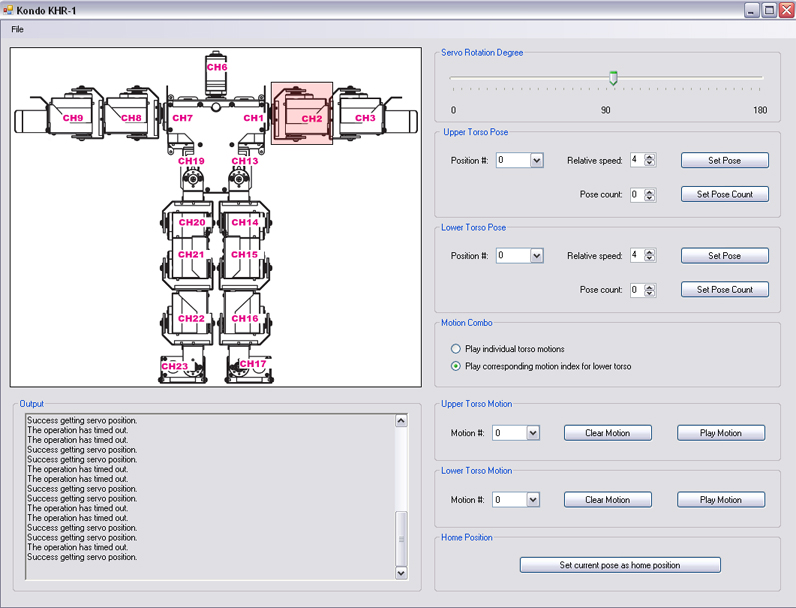 Kondo KHR-1
File
CH6
CH9
CH8
CH7
CH1
CH2
CH3
CH19
CH13
CH20
CH14
CH21
CH15
CH22
CH16
CH23
CH17
Servo Rotation Degree
0
90
180
Upper Torso Pose
Position #: 0 Relative speed: 4 Set Pose
Pose count: 0 Set Pose Count
Lower Torso Pose
Position #: 0 Relative speed: 4 Set Pose
Pose count: 0 Set Pose Count
Motion Combo
Play individual torso motions
Play corresponding motion index for lower torso
Output
Success getting servo position.
The operation has timed out.
The operation has timed out.
Success getting servo position.
Success getting servo position.
The operation has timed out.
The operation has timed out.
Success getting servo position.
Success getting servo position.
The operation has timed out.
The operation has timed out.
Success getting servo position.
Success getting servo position.
The operation has timed out.
Success getting servo position.
Upper Torso Motion
Motion #: 0 Clear Motion Play Motion
Lower Torso Motion
Motion #: 0 Clear Motion Play Motion
Home Position
Set current pose as home position